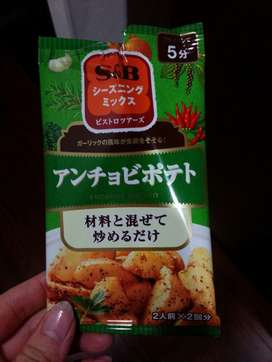 5分
S&B
シーズニング
ミックス
ビストロツアーズ
ガーリックの風味が食欲をそそる!
アンチョビポテト
材料と混ぜて
炒めるだけ
2人前×2回分